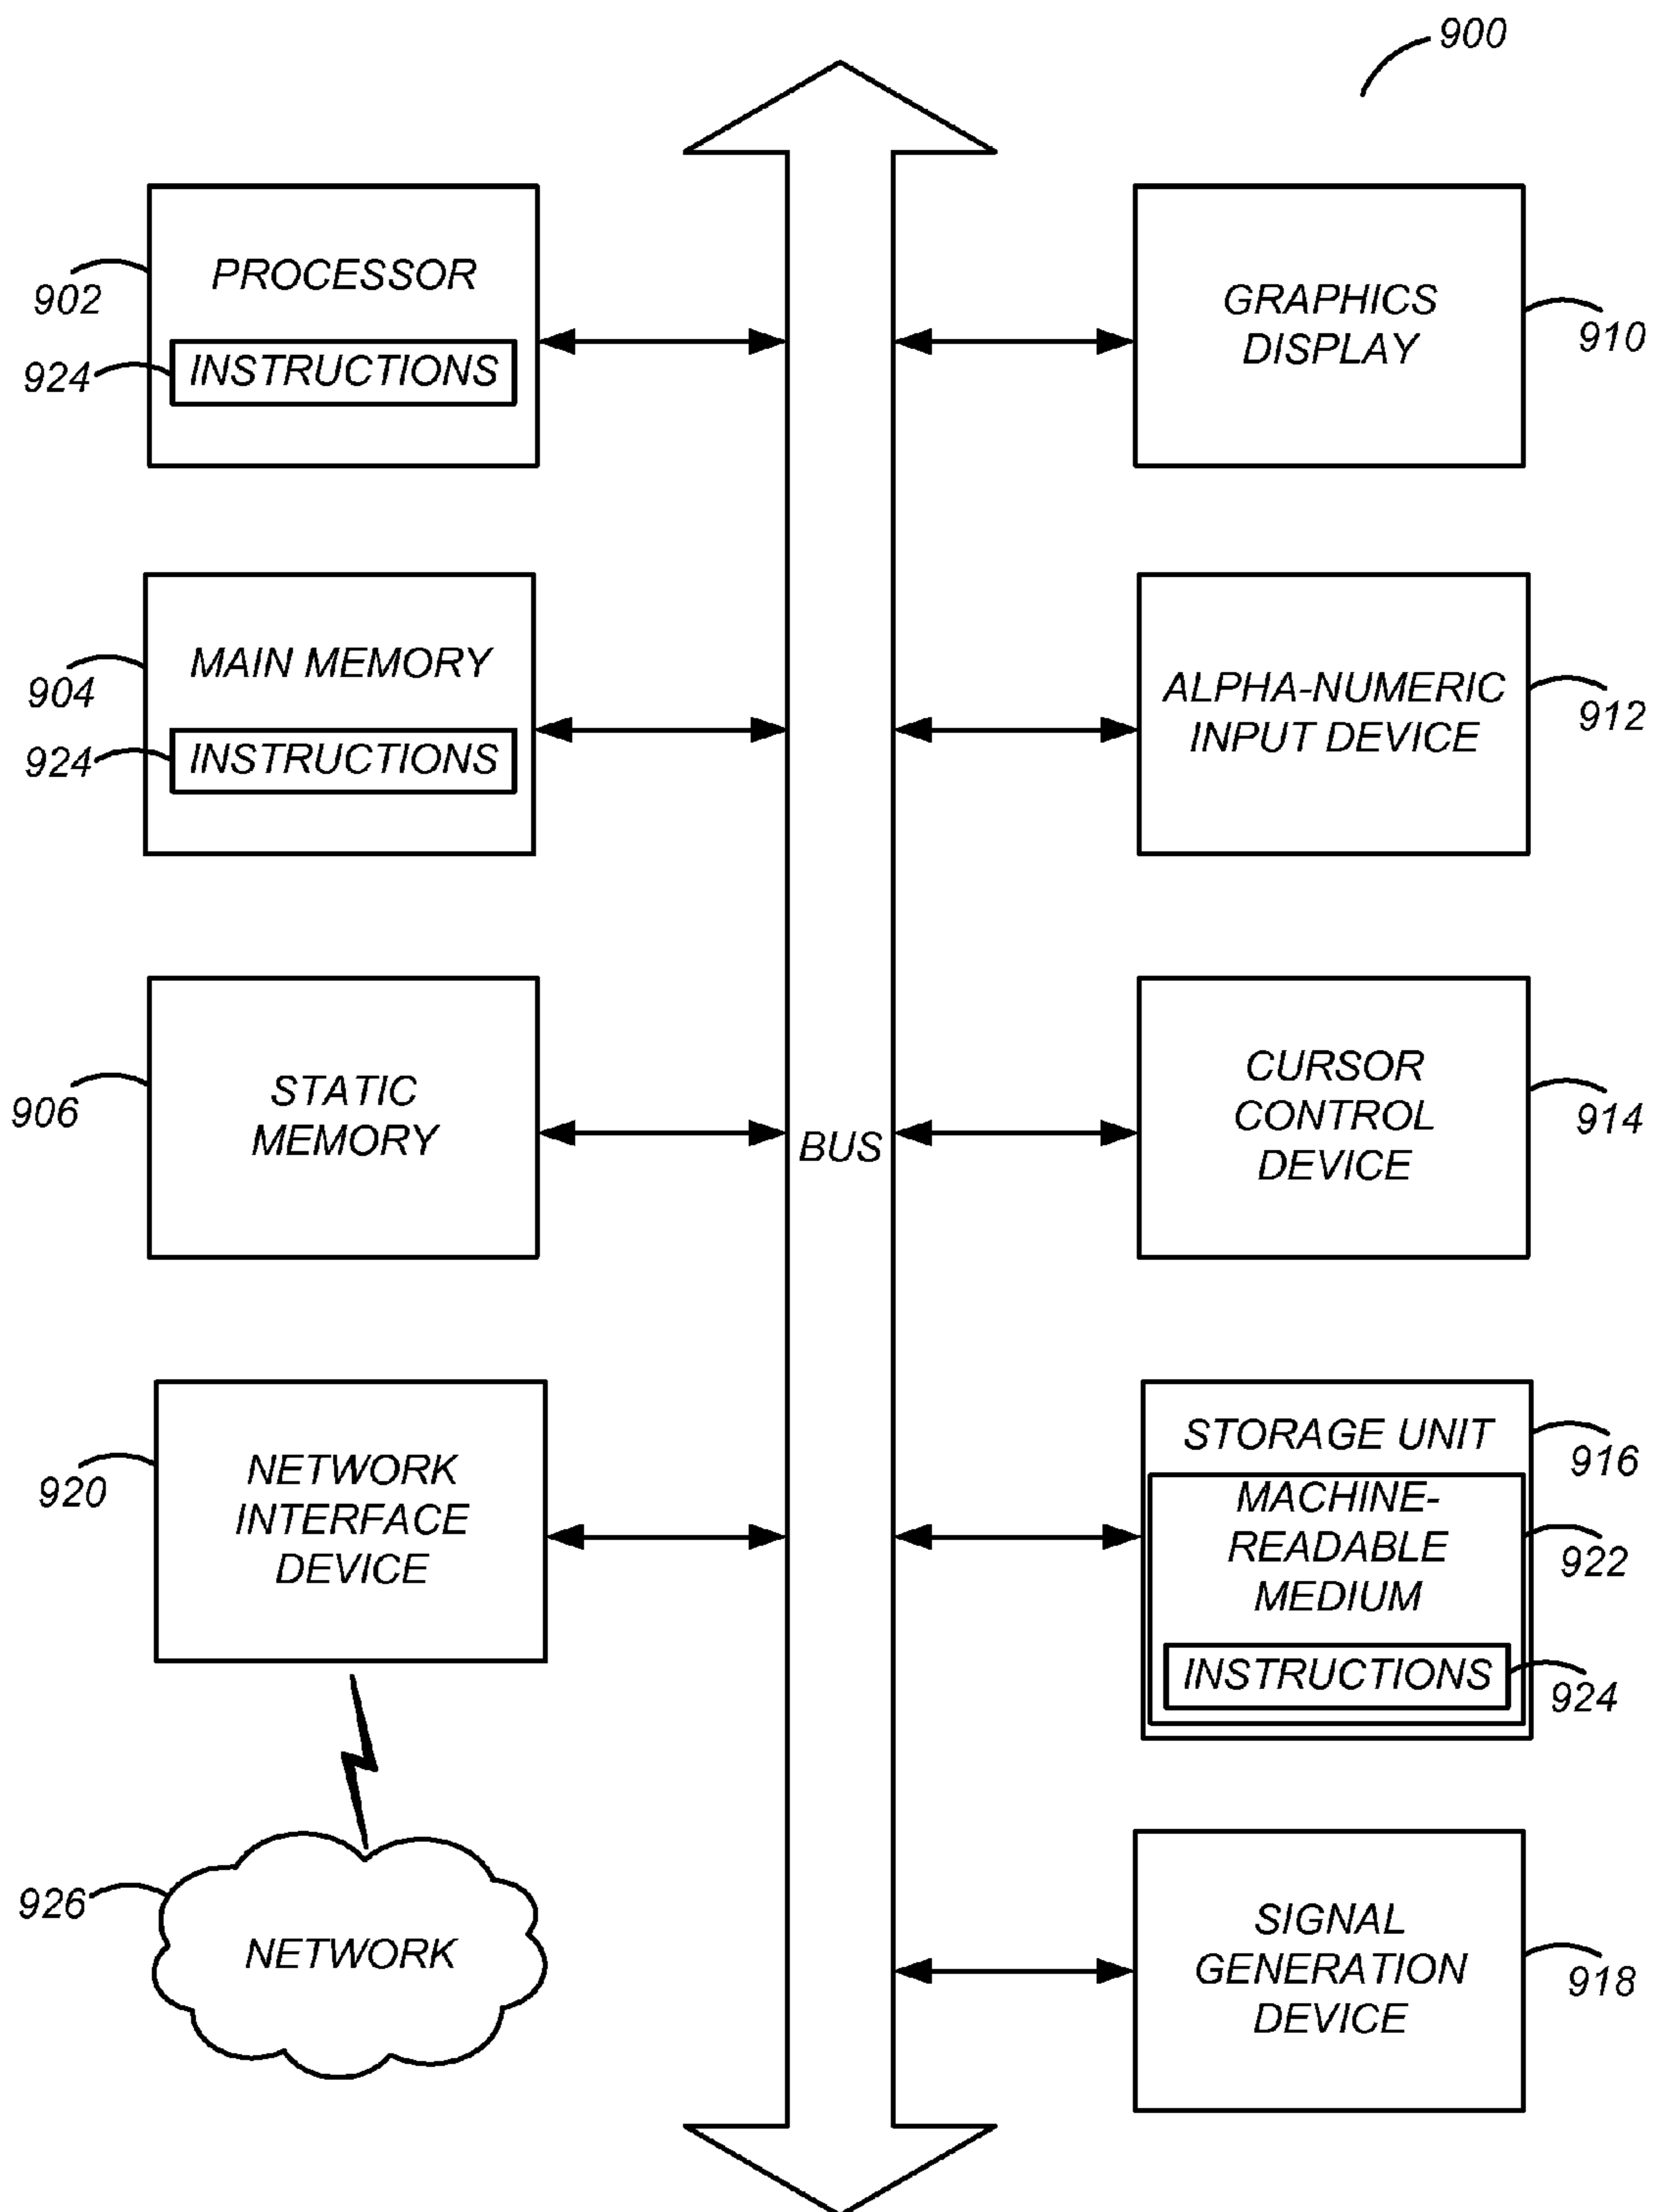 900
PROCESSOR
902
INSTRUCTIONS
924
GRAPHICS
DISPLAY
910
MAIN MEMORY
904
INSTRUCTIONS
924
ALPHA-NUMERIC
INPUT DEVICE
912
STATIC
MEMORY
906
BUS
CURSOR
CONTROL
DEVICE
914
NETWORK
INTERFACE
DEVICE
920
STORAGE UNIT
916
MACHINE-
READABLE
MEDIUM
922
INSTRUCTIONS
924
926
NETWORK
SIGNAL
GENERATION
DEVICE
918